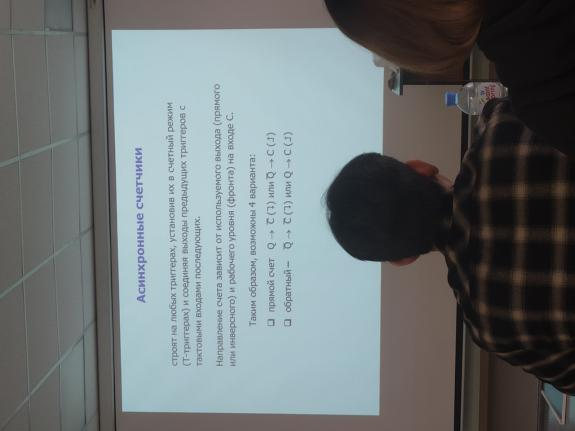 Асинхронные счетчики
строят на любых триггерах, установив их в счетный режим
(Т-триггерах) и соединяя выходы предыдущих триггеров с
тактовыми входами последующих.
Направление счета зависит от используемого выхода (прямого
или инверсного) и рабочего уровня (фронта) на входе С.
Таким образом, возможны 4 варианта:
❑ прямой счет Q → C̅ (ʅ) или Q̅ → C (ʃ)
❑ обратный – Q̅ → C̅ (ʅ) или Q → C (ʃ)